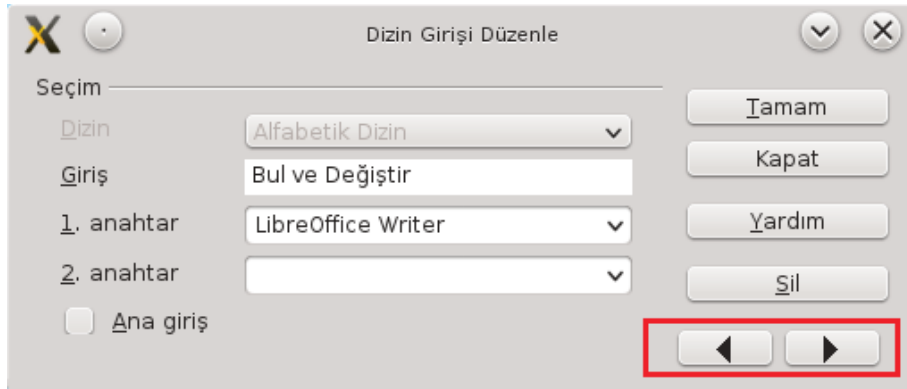 Dizin Girişi Düzenle
Seçim
Dizin
Alfabetik Dizin
Giriş
Bul ve Değiştir
1. anahtar
LibreOffice Writer
2. anahtar
Ana giriş
Tamam
Kapat
Yardım
Sil